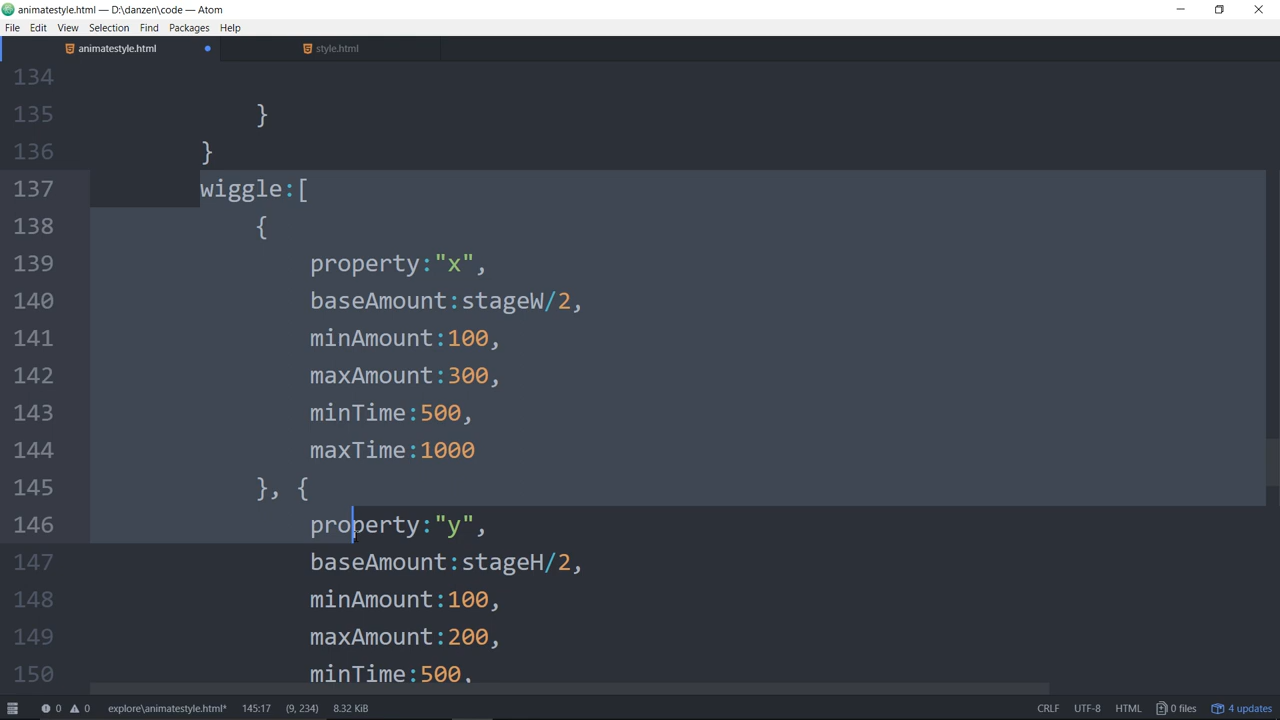 animatestyle.html — D:\danzen\code — Atom
File Edit View Selection Find Packages Help
animatestyle.html style.html
134
135 }
136 }
137 wiggle:[
138 {
139 property:"x",
140 baseAmount:stageW/2,
141 minAmount:100,
142 maxAmount:300,
143 minTime:500,
144 maxTime:1000
145 }, {
146 property:"y",
147 baseAmount:stageH/2,
148 minAmount:100,
149 maxAmount:200,
150 minTime:500,
0 0 explore\animatestyle.html* 145:17 (9, 234) 8.32 KiB CRLF UTF-8 HTML 0 files 4 updates